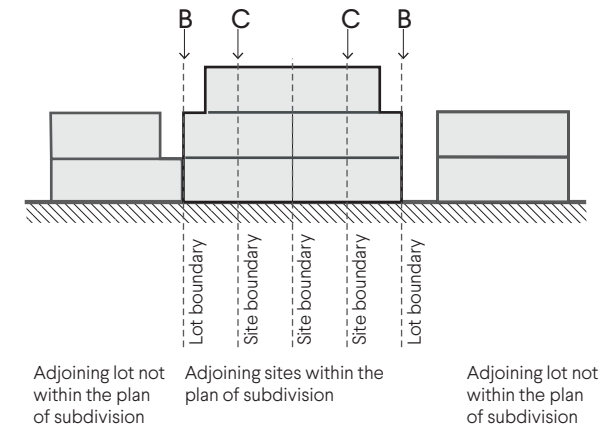 B C C B
Lot boundary
Site boundary
Site boundary
Site boundary
Lot boundary
Adjoining lot not
within the plan
of subdivision
Adjoining sites within the
plan of subdivision
Adjoining lot not
within the plan
of subdivision